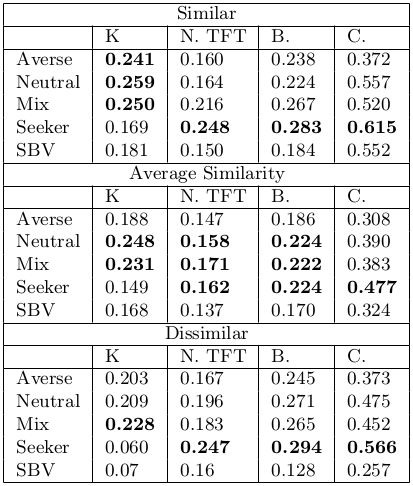 Similar
K N. TFT B. C.
Averse 0.241 0.160 0.238 0.372
Neutral 0.259 0.164 0.224 0.557
Mix 0.250 0.216 0.267 0.520
Seeker 0.169 0.248 0.283 0.615
SBV 0.181 0.150 0.184 0.552
Average Similarity
K N. TFT B. C.
Averse 0.188 0.147 0.186 0.308
Neutral 0.248 0.158 0.224 0.390
Mix 0.231 0.171 0.222 0.383
Seeker 0.149 0.162 0.224 0.477
SBV 0.168 0.137 0.170 0.324
Dissimilar
K N. TFT B. C.
Averse 0.203 0.167 0.245 0.373
Neutral 0.209 0.196 0.271 0.475
Mix 0.228 0.183 0.265 0.452
Seeker 0.060 0.247 0.294 0.566
SBV 0.07 0.16 0.128 0.257